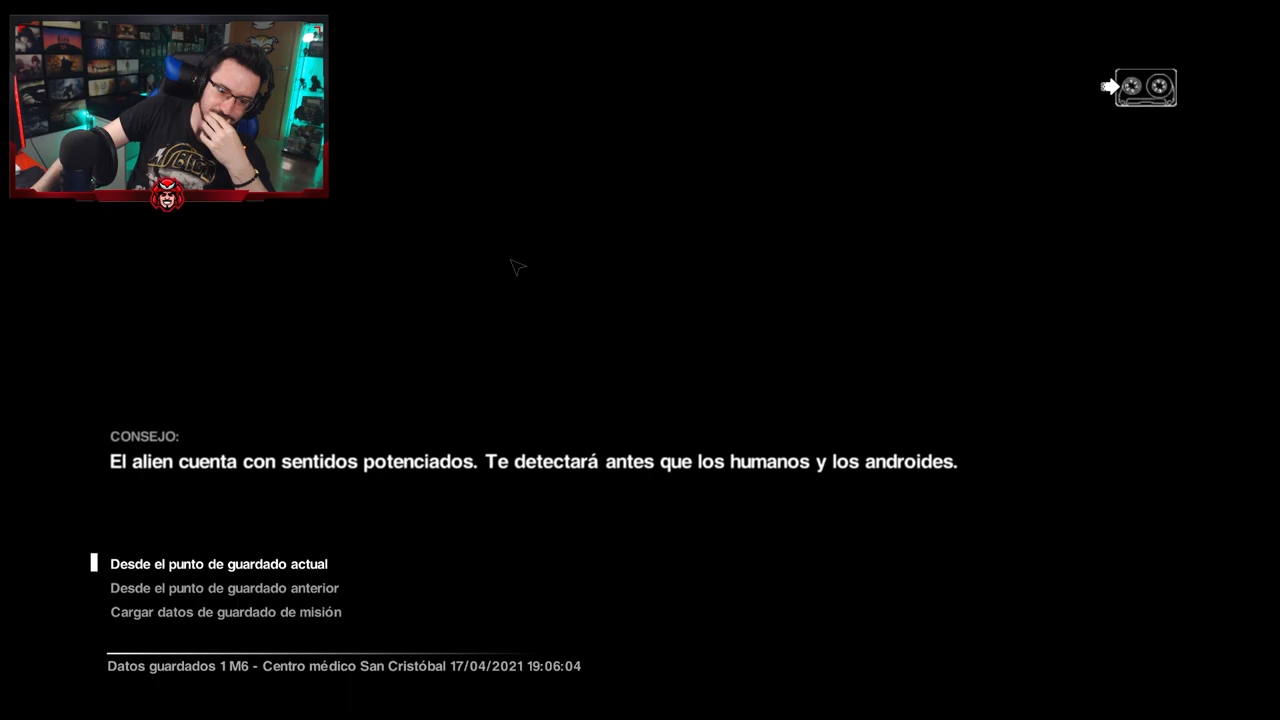 CONSEJO:
El alien cuenta con sentidos potenciados. Te detectará antes que los humanos y los androides.
Desde el punto de guardado actual
Desde el punto de guardado anterior
Cargar datos de guardado de misión
Datos guardados 1 M6 - Centro médico San Cristóbal 17/04/2021 19:06:04